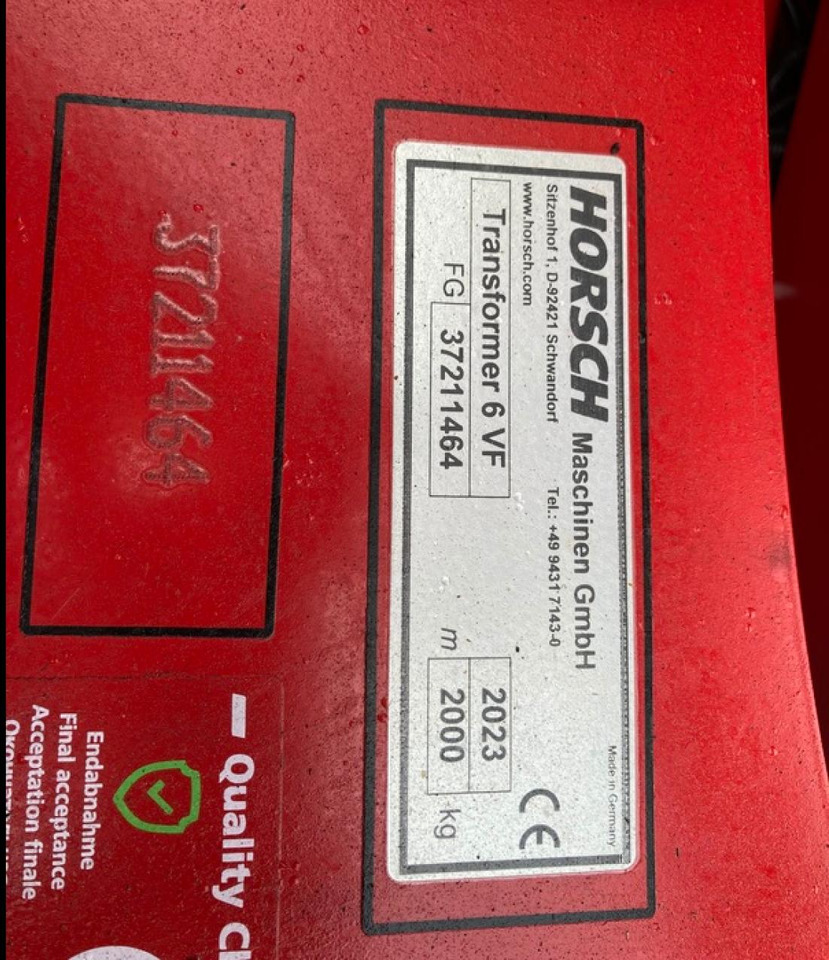 Made in Germany
HORSCH Maschinen GmbH
Sitzenhof 1, D-92421 Schwandorf Tel.: +49 9431 7143-0
www.horsch.com
CE
Transformer 6 VF 2023
FG 37211464 m 2000 kg
37211464
Quality
Endabnahme
Final acceptance
Acceptation finale